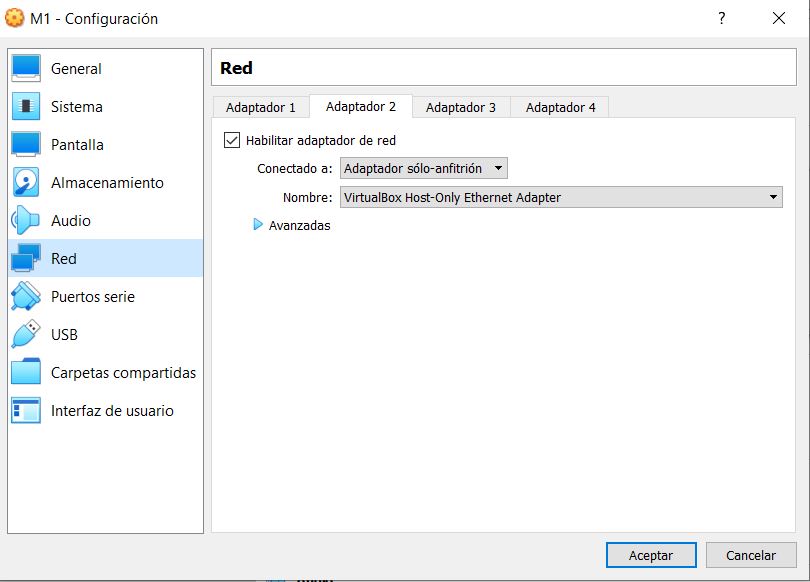 M1 - Configuración
?
General
Sistema
Pantalla
Almacenamiento
Audio
Red
Puertos serie
USB
Carpetas compartidas
Interfaz de usuario
Red
Adaptador 1
Adaptador 2
Adaptador 3
Adaptador 4
Habilitar adaptador de red
Conectado a: Adaptador sólo-anfitrión
Nombre: VirtualBox Host-Only Ethernet Adapter
Avanzadas
Aceptar
Cancelar